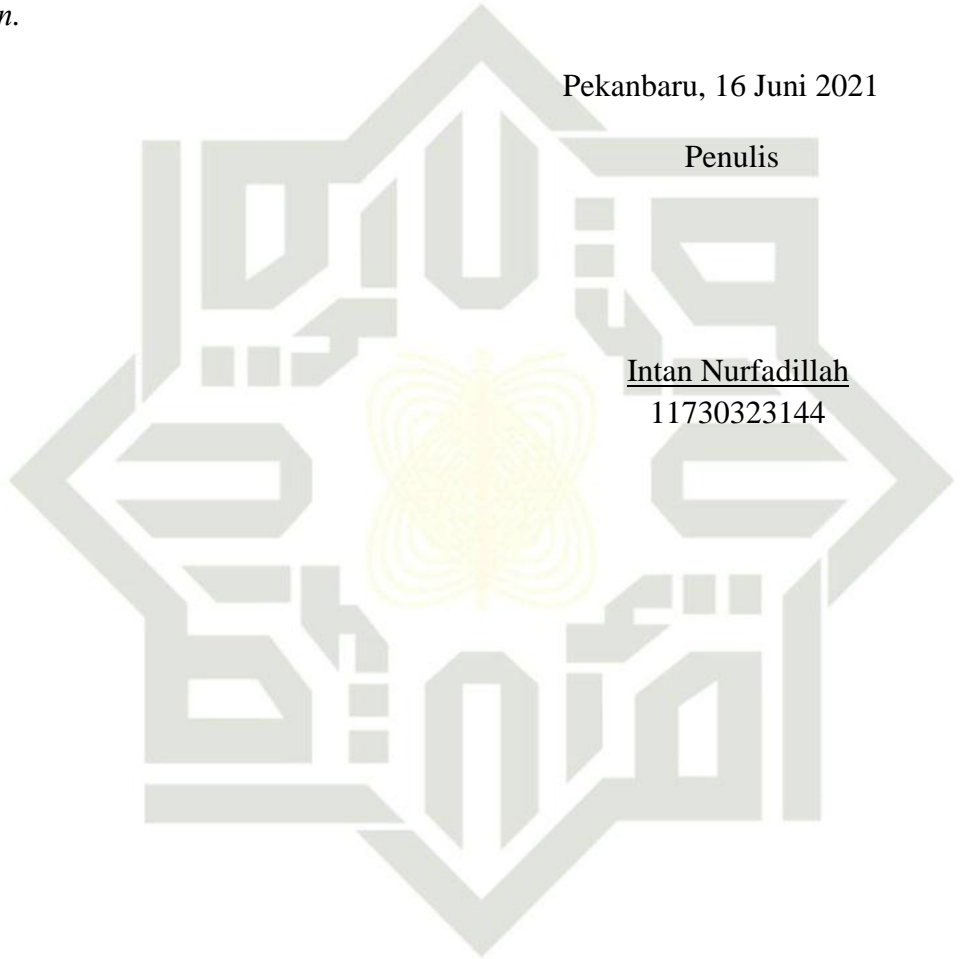 n.
Pekanbaru, 16 Juni 2021
Penulis
Intan Nurfadillah
11730323144